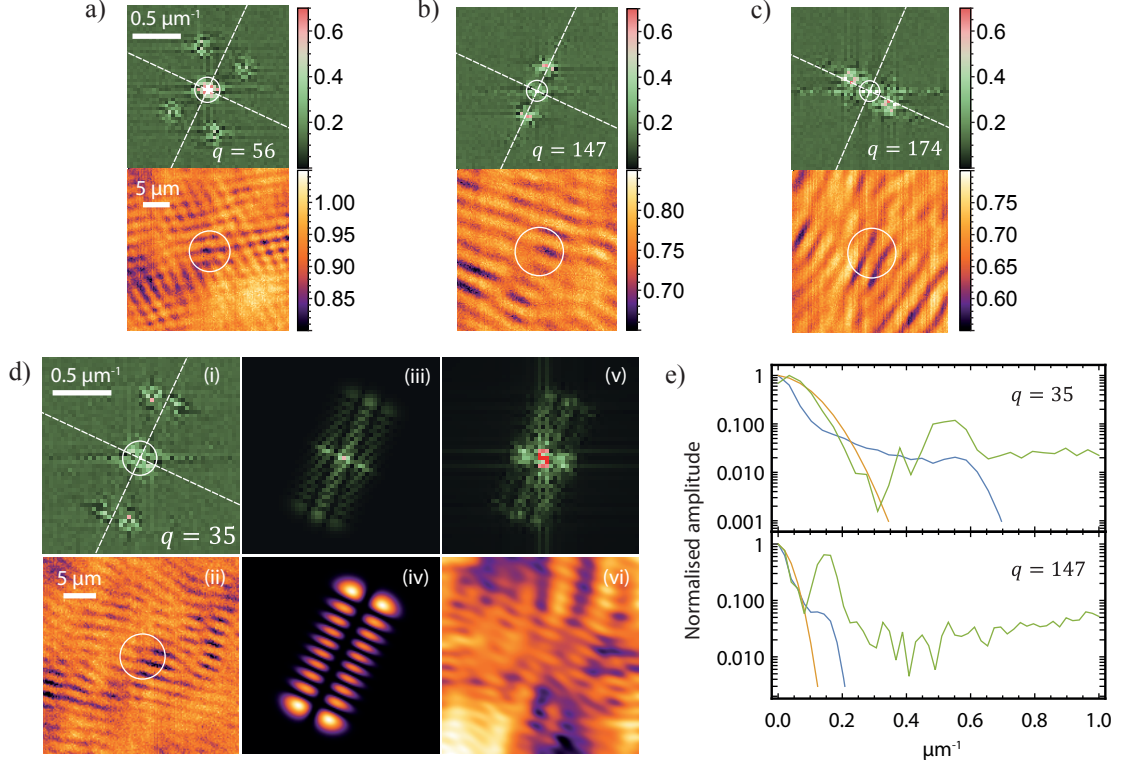 a)
0.5 µm⁻¹
q = 56
0.6
0.4
0.2
5 µm
1.00
0.95
0.90
0.85
b)
q = 147
0.6
0.4
0.2
0.80
0.75
0.70
c)
q = 174
0.6
0.4
0.2
0.75
0.70
0.65
0.60
d)
0.5 µm⁻¹
(i)
q = 35
(iii)
(v)
5 µm
(ii)
(iv)
(vi)
e)
Normalised amplitude
1
0.100
0.010
0.001
q = 35
1
0.100
0.010
q = 147
0.0 0.2 0.4 0.6 0.8 1.0
µm⁻¹